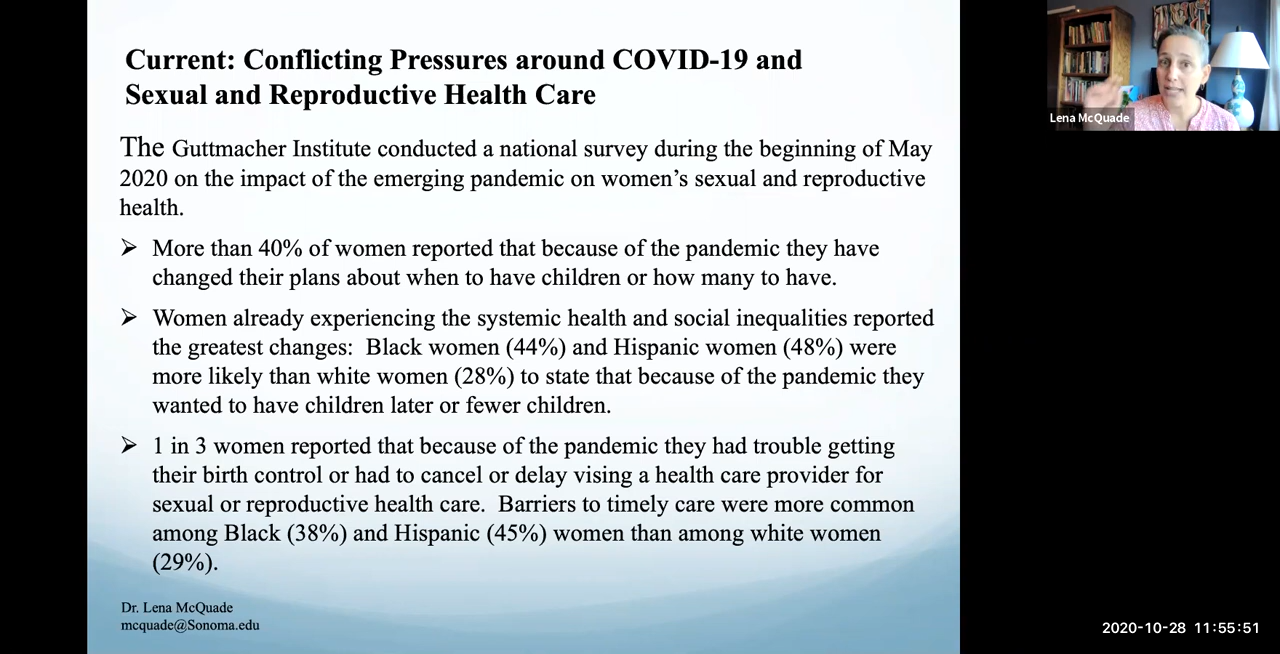 Current: Conflicting Pressures around COVID-19 and
Sexual and Reproductive Health Care
The Guttmacher Institute conducted a national survey during the beginning of May
2020 on the impact of the emerging pandemic on women's sexual and reproductive
health.
➢ More than 40% of women reported that because of the pandemic they have
changed their plans about when to have children or how many to have.
➢ Women already experiencing the systemic health and social inequalities reported
the greatest changes:  Black women (44%) and Hispanic women (48%) were
more likely than white women (28%) to state that because of the pandemic they
wanted to have children later or fewer children.
➢ 1 in 3 women reported that because of the pandemic they had trouble getting
their birth control or had to cancel or delay vising a health care provider for
sexual or reproductive health care.  Barriers to timely care were more common
among Black (38%) and Hispanic (45%) women than among white women
(29%).
Dr. Lena McQuade
mcquade@Sonoma.edu
Lena McQuade
2020-10-28 11:55:51